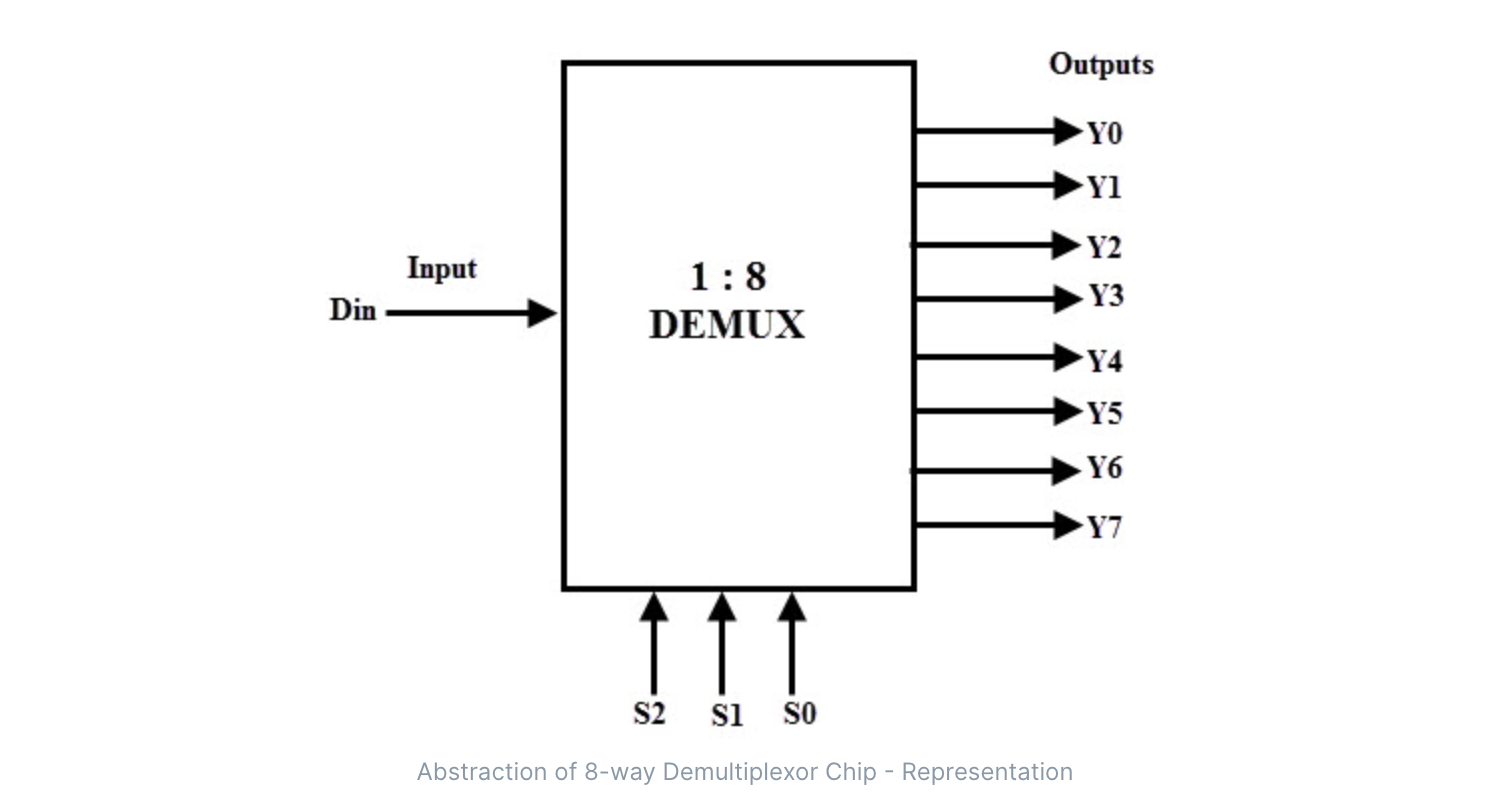 Outputs
Y0
Y1
Y2
Y3
Y4
Y5
Y6
Y7
Input
Din
1 : 8
DEMUX
S2 S1 S0
Abstraction of 8-way Demultiplexor Chip - Representation